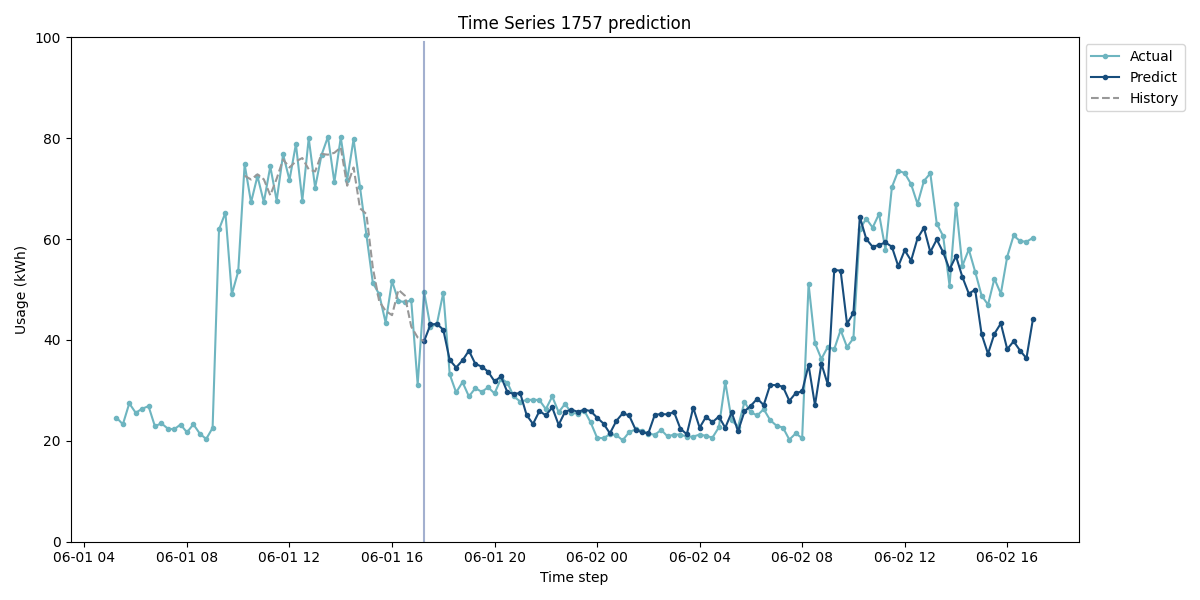 Time Series 1757 prediction
100
80
60
40
20
0
Usage (kWh)
06-01 04
06-01 08
06-01 12
06-01 16
06-01 20
06-02 00
06-02 04
06-02 08
06-02 12
06-02 16
Time step
Actual
Predict
History